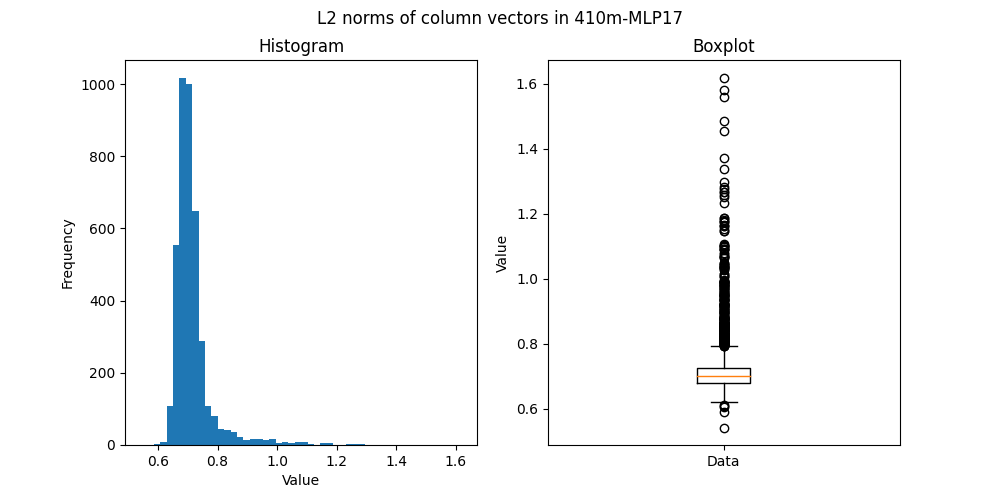 L2 norms of column vectors in 410m-MLP17
Histogram
Frequency
1000
800
600
400
200
0
0.6 0.8 1.0 1.2 1.4 1.6
Value
Boxplot
Value
1.6
1.4
1.2
1.0
0.8
0.6
Data